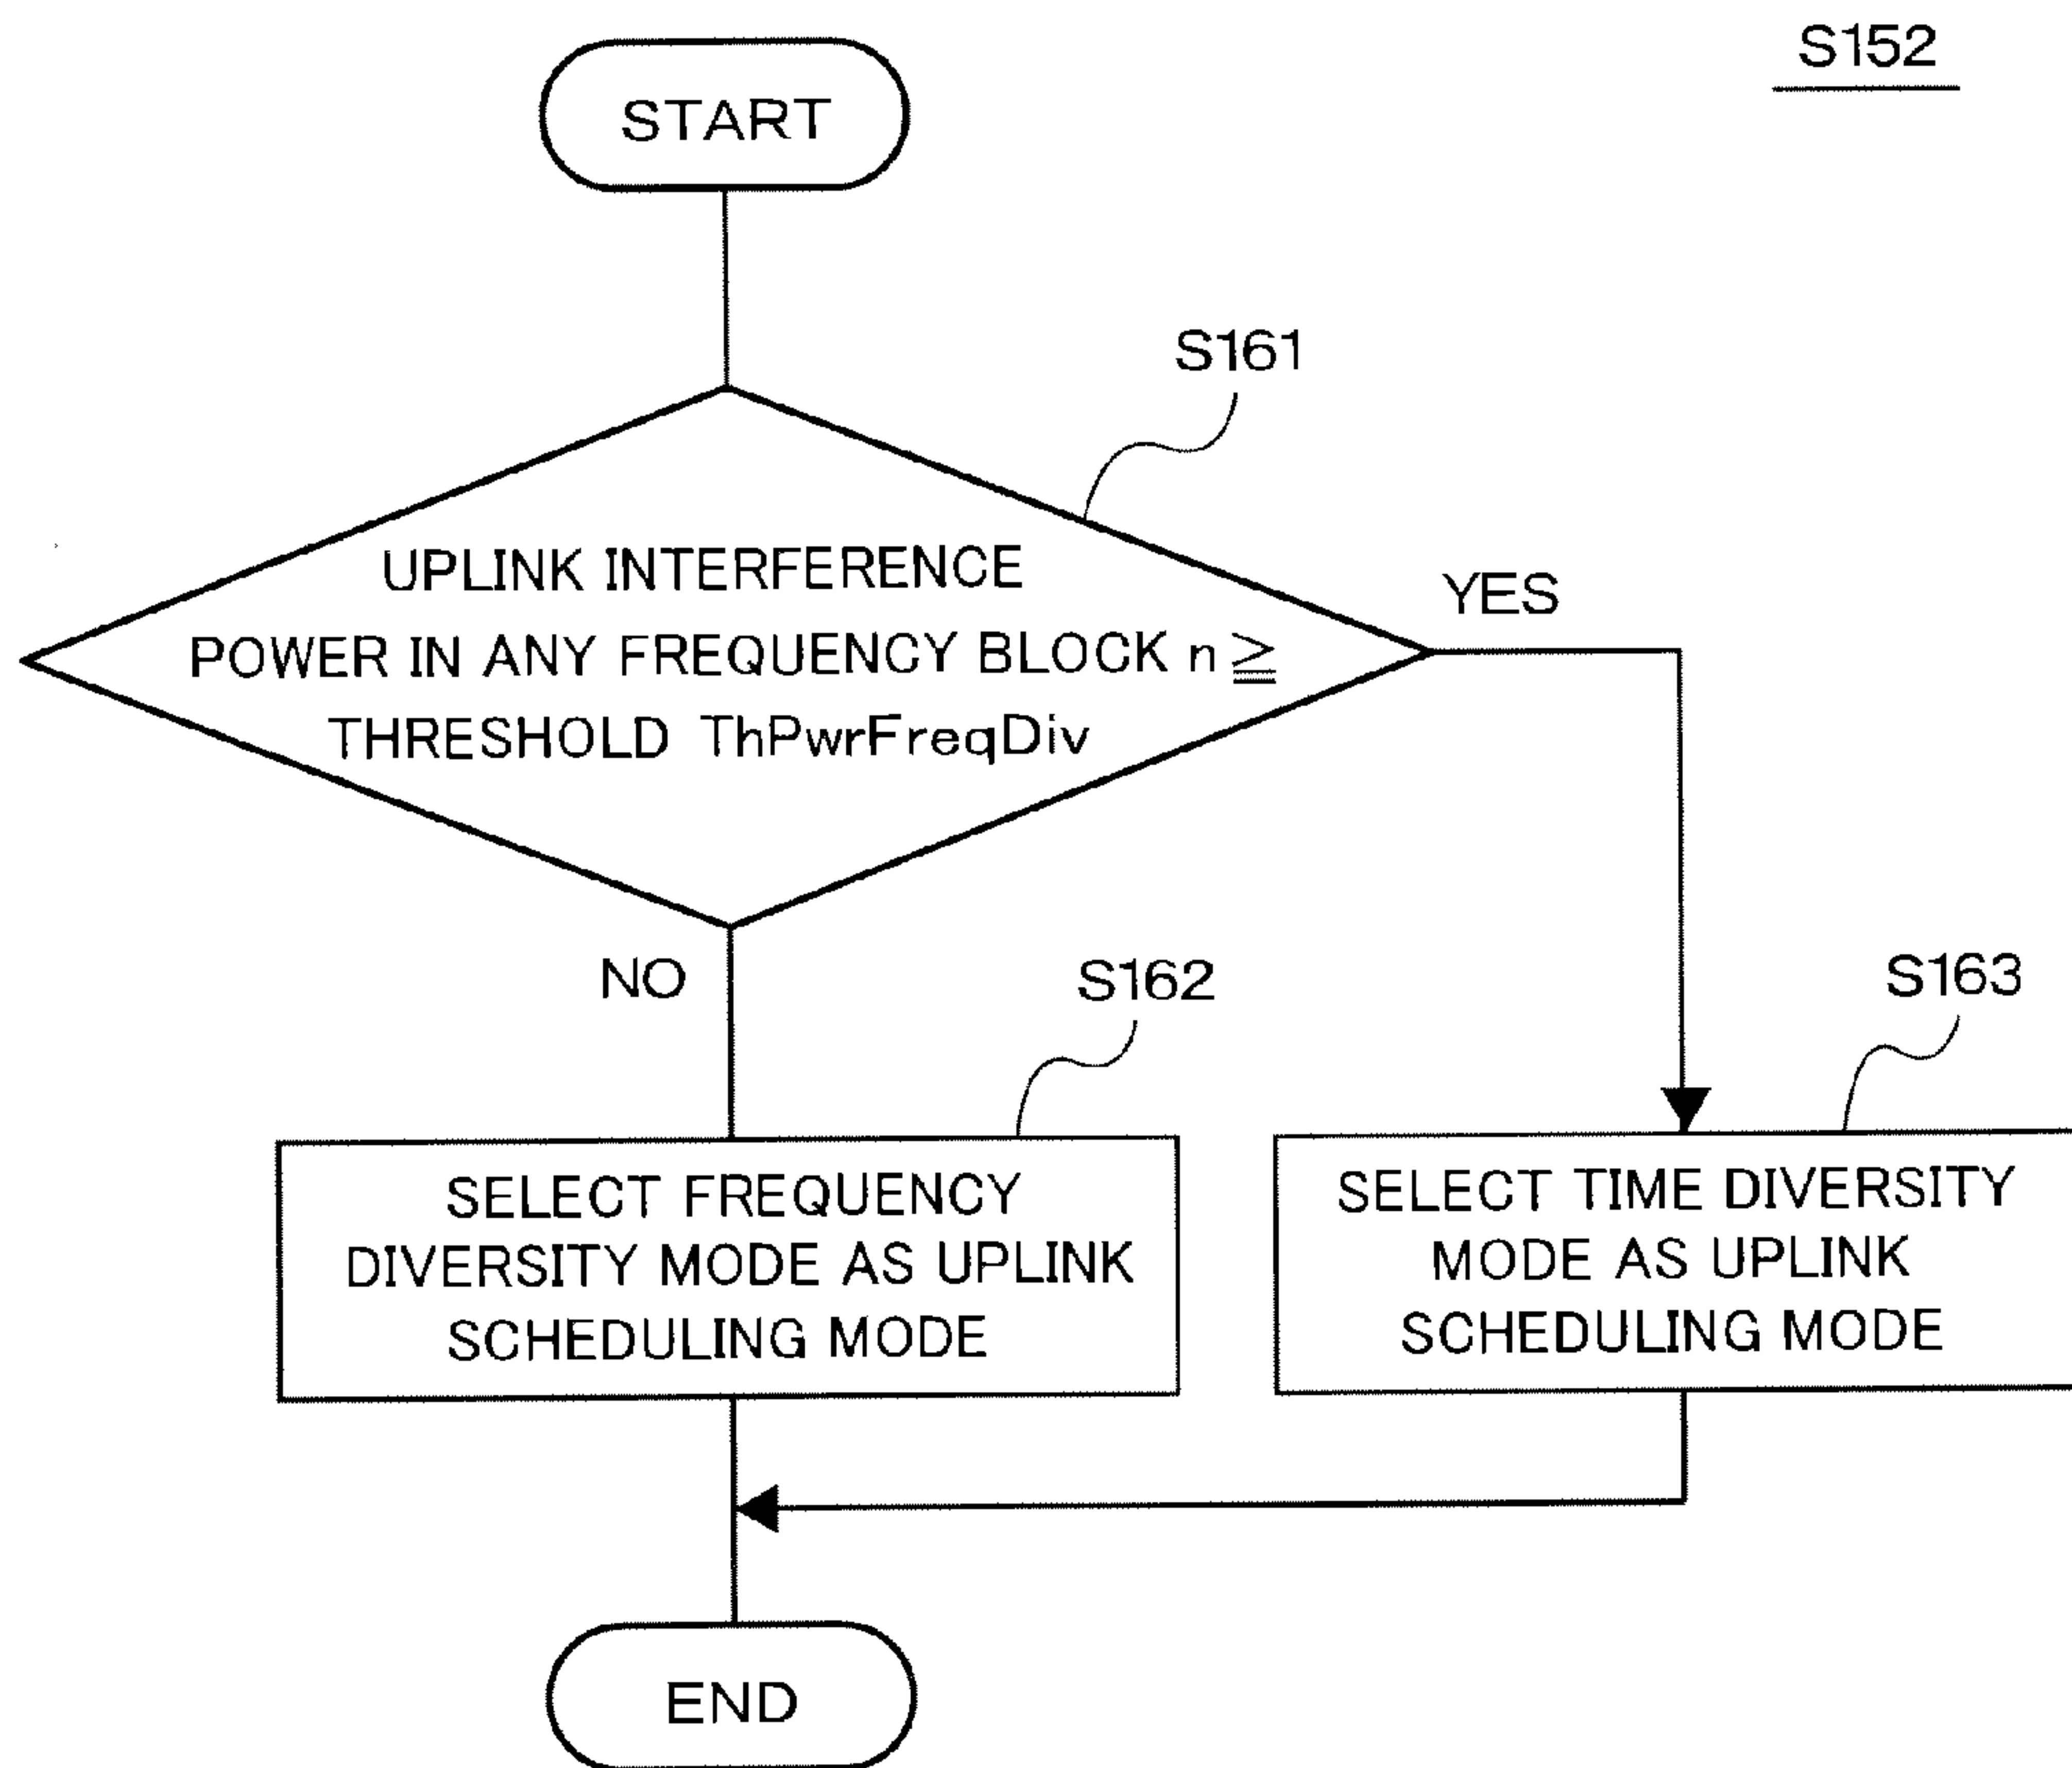 S152
START
S161
UPLINK INTERFERENCE
POWER IN ANY FREQUENCY BLOCK n ≧
THRESHOLD ThPwrFreqDiv
YES
NO
S162
S163
SELECT FREQUENCY
DIVERSITY MODE AS UPLINK
SCHEDULING MODE
SELECT TIME DIVERSITY
MODE AS UPLINK
SCHEDULING MODE
END